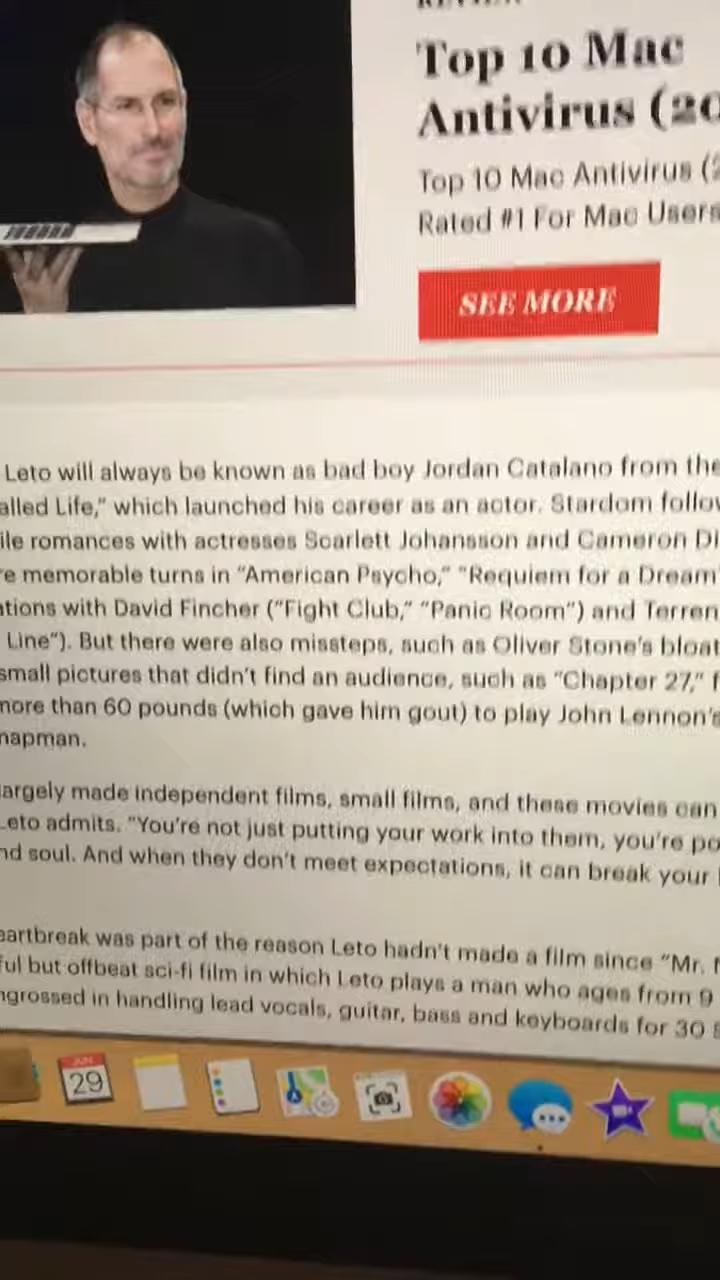 Top 10 Mac
Antivirus (20
Top 10 Mac Antivirus (2
Rated #1 For Mac Users
SEE MORE
Leto will always be known as bad boy Jordan Catalano from the
alled Life,” which launched his career as an actor. Stardom follow
ile romances with actresses Scarlett Johansson and Cameron Di
re memorable turns in “American Psycho,” “Requiem for a Dream”
ations with David Fincher (“Fight Club,” “Panic Room”) and Terren
Line”). But there were also missteps, such as Oliver Stone’s bloat
small pictures that didn’t find an audience, such as “Chapter 27,” f
more than 60 pounds (which gave him gout) to play John Lennon’s
hapman.
largely made independent films, small films, and these movies can
Leto admits. “You’re not just putting your work into them, you’re po
nd soul. And when they don’t meet expectations, it can break your
eartbreak was part of the reason Leto hadn’t made a film since “Mr. N
ful but offbeat sci-fi film in which Leto plays a man who ages from 9
ngrossed in handling lead vocals, guitar, bass and keyboards for 30 S
JUN
29